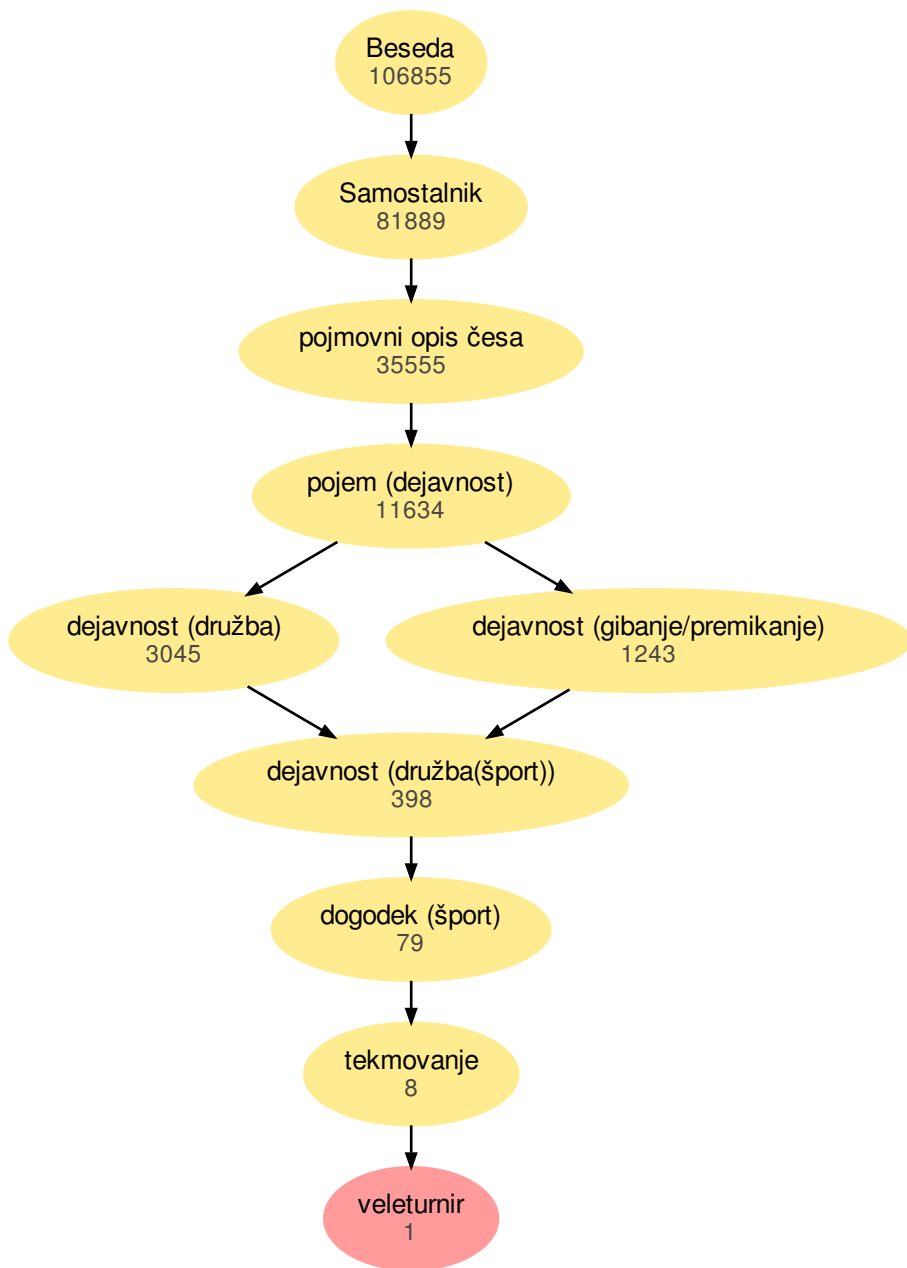 Beseda
106855
Samostalnik
81889
pojmovni opis česa
35555
pojem (dejavnost)
11634
dejavnost (družba)
3045
dejavnost (gibanje/premikanje)
1243
dejavnost (družba(šport))
398
dogodek (šport)
79
tekmovanje
8
veleturnir
1